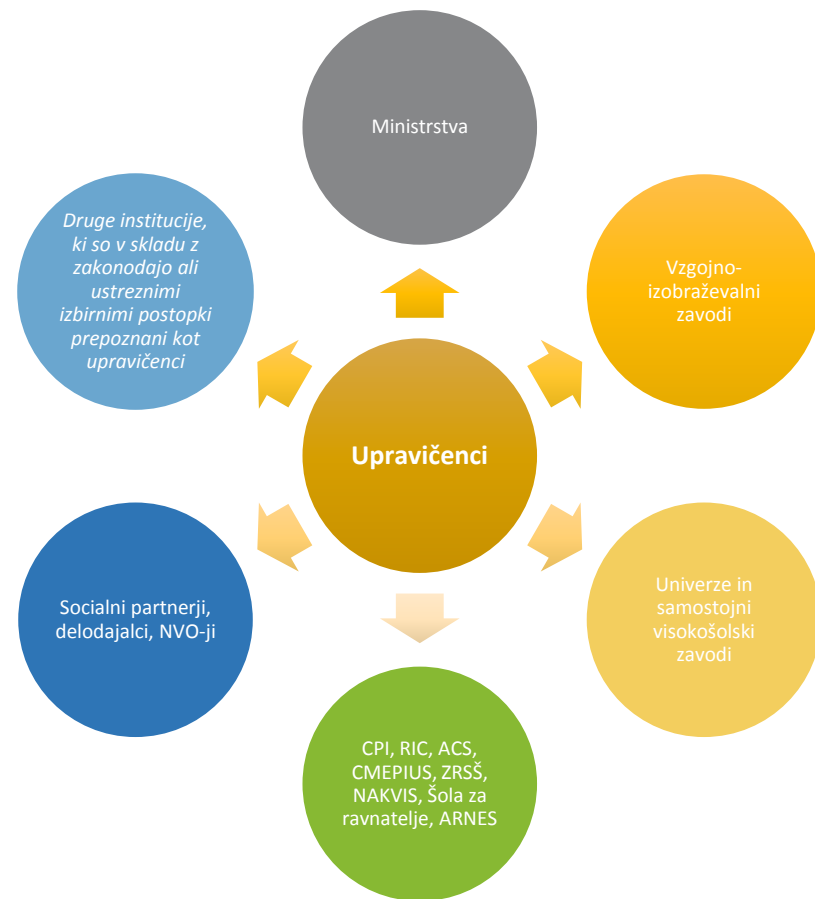 Ministrstva
Druge institucije,
ki so v skladu z
zakonodajo ali
ustreznimi
izbirnimi postopki
prepoznani kot
upravičenci
Vzgojno-
izobraževalni
zavodi
Upravičenci
Socialni partnerji,
delodajalci, NVO-ji
Univerze in
samostojni
visokošolski
zavodi
CPI, RIC, ACS,
CMEPIUS, ZRSŠ,
NAKVIS, Šola za
ravnatelje, ARNES